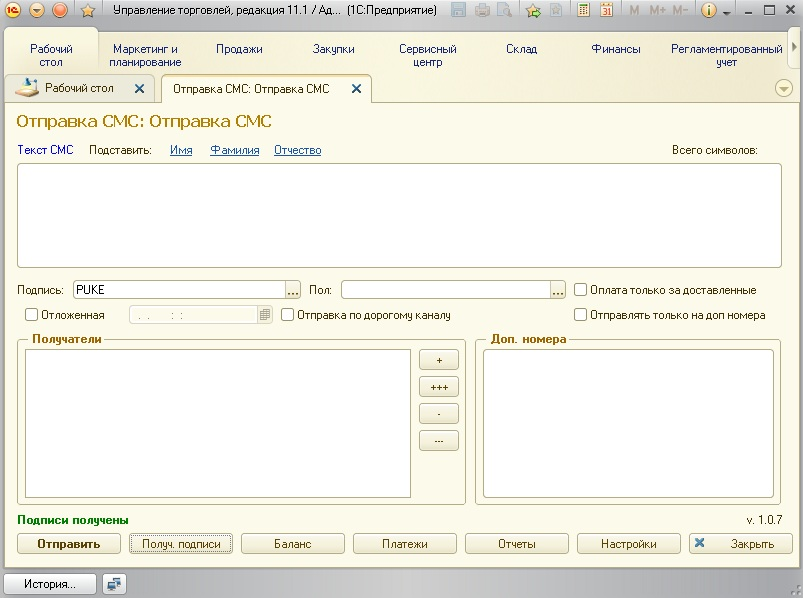 Управление торговлей, редакция 11.1 / Ад... (1С:Предприятие)
31 M M+ M-
Рабочий стол
Маркетинг и планирование
Продажи
Закупки
Сервисный центр
Склад
Финансы
Регламентированный учет
Рабочий стол
Отправка СМС: Отправка СМС
Отправка СМС: Отправка СМС
Текст СМС Подставить: Имя Фамилия Отчество Всего символов:
Подпись: PUKE ... Пол: ... Оплата только за доставленные
Отложенная . . : : Отправка по дорогому каналу Отправлять только на доп номера
Получатели Доп. номера
+
+++
-
---
Подписи получены v. 1.0.7
Отправить Получ. подписи Баланс Платежи Отчеты Настройки Закрыть
История...